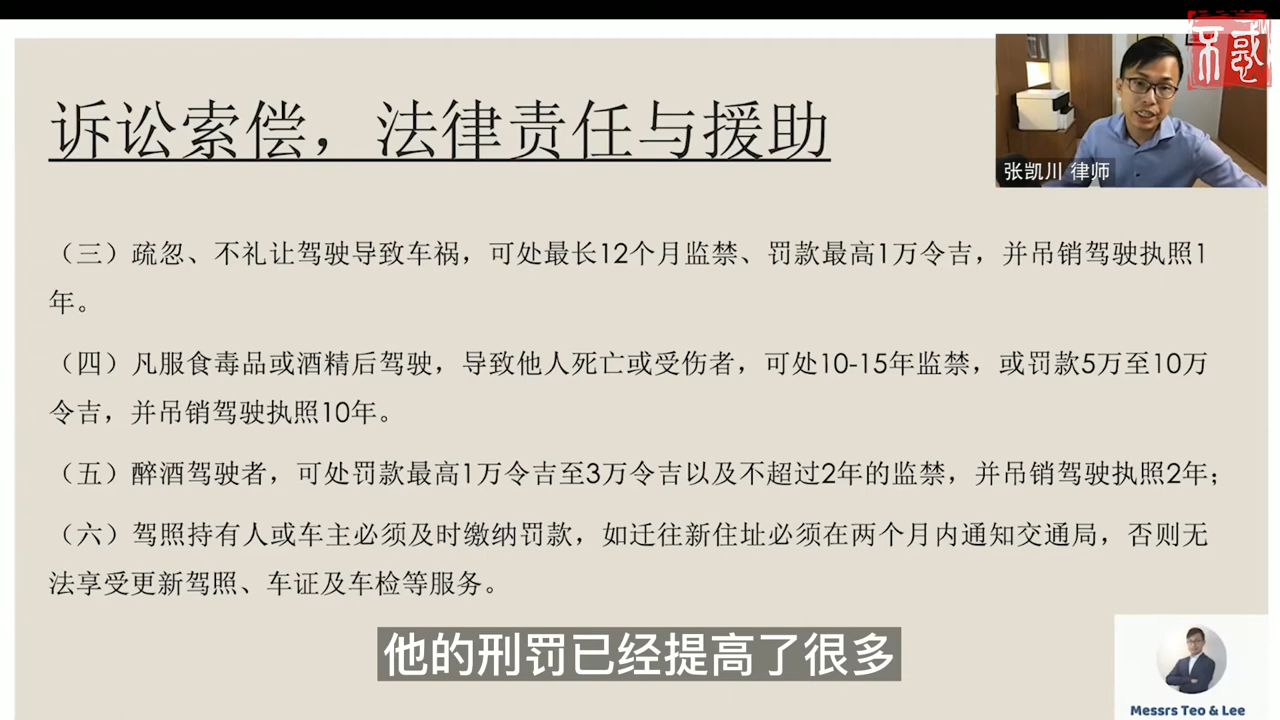 不惑
诉讼索偿，法律责任与援助
张凯川 律师
（三）疏忽、不礼让驾驶导致车祸，可处最长12个月监禁、罚款最高1万令吉，并吊销驾驶执照1
年。
（四）凡服食毒品或酒精后驾驶，导致他人死亡或受伤者，可处10-15年监禁，或罚款5万至10万
令吉，并吊销驾驶执照10年。
（五）醉酒驾驶者，可处罚款最高1万令吉至3万令吉以及不超过2年的监禁，并吊销驾驶执照2年；
（六）驾照持有人或车主必须及时缴纳罚款，如迁往新住址必须在两个月内通知交通局，否则无
法享受更新驾照、车证及车检等服务。
他的刑罚已经提高了很多
Messrs Teo & Lee